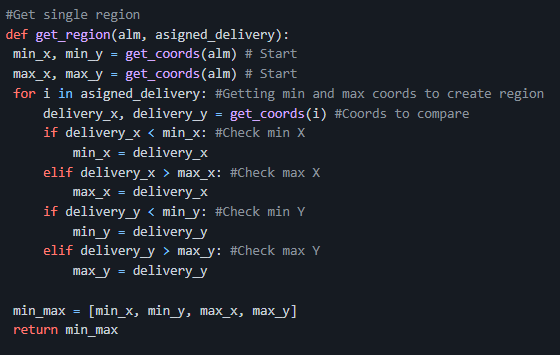 #Get single region
def get_region(alm, asigned_delivery):
 min_x, min_y = get_coords(alm) # Start
 max_x, max_y = get_coords(alm) # Start
 for i in asigned_delivery: #Getting min and max coords to create region
     delivery_x, delivery_y = get_coords(i) #Coords to compare
     if delivery_x < min_x: #Check min X
         min_x = delivery_x
     elif delivery_x > max_x: #Check max X
         max_x = delivery_x
     if delivery_y < min_y: #Check min Y
         min_y = delivery_y
     elif delivery_y > max_y: #Check max Y
         max_y = delivery_y

 min_max = [min_x, min_y, max_x, max_y]
 return min_max